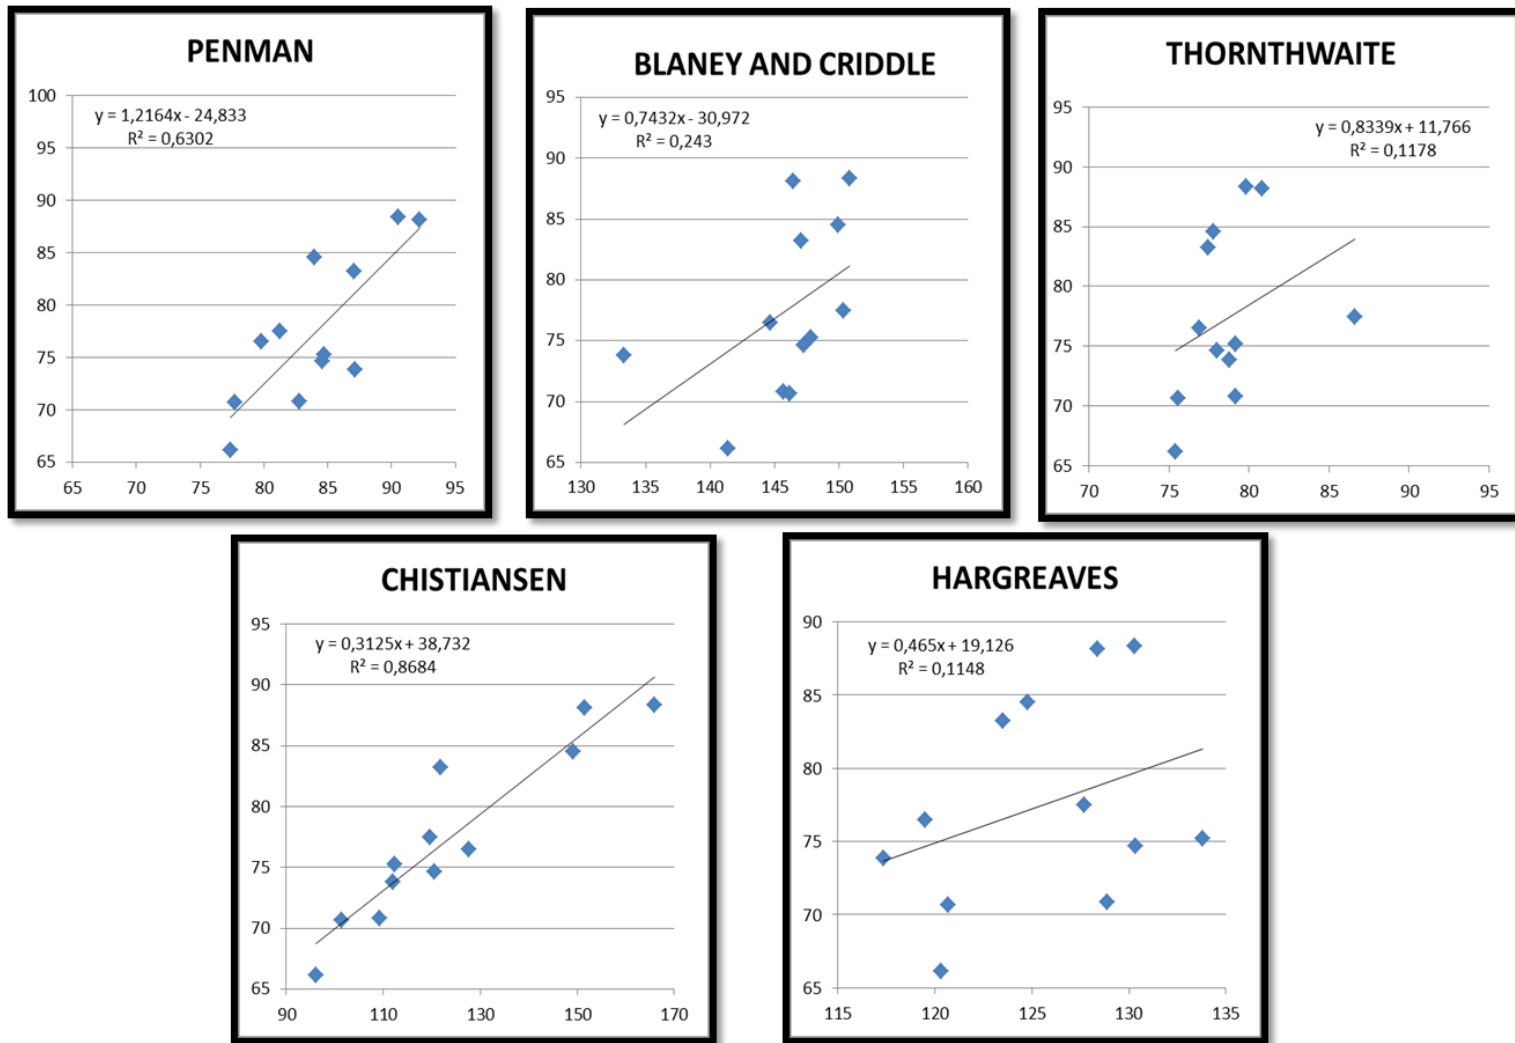 PENMAN
y = 1,2164x - 24,833
R² = 0,6302
100
95
90
85
80
75
70
65
65 70 75 80 85 90 95
BLANEY AND CRIDDLE
y = 0,7432x - 30,972
R² = 0,243
95
90
85
80
75
70
65
130 135 140 145 150 155 160
THORNTHWAITE
y = 0,8339x + 11,766
R² = 0,1178
95
90
85
80
75
70
65
70 75 80 85 90 95
CHISTIANSEN
y = 0,3125x + 38,732
R² = 0,8684
95
90
85
80
75
70
65
90 110 130 150 170
HARGREAVES
y = 0,465x + 19,126
R² = 0,1148
90
85
80
75
70
65
115 120 125 130 135